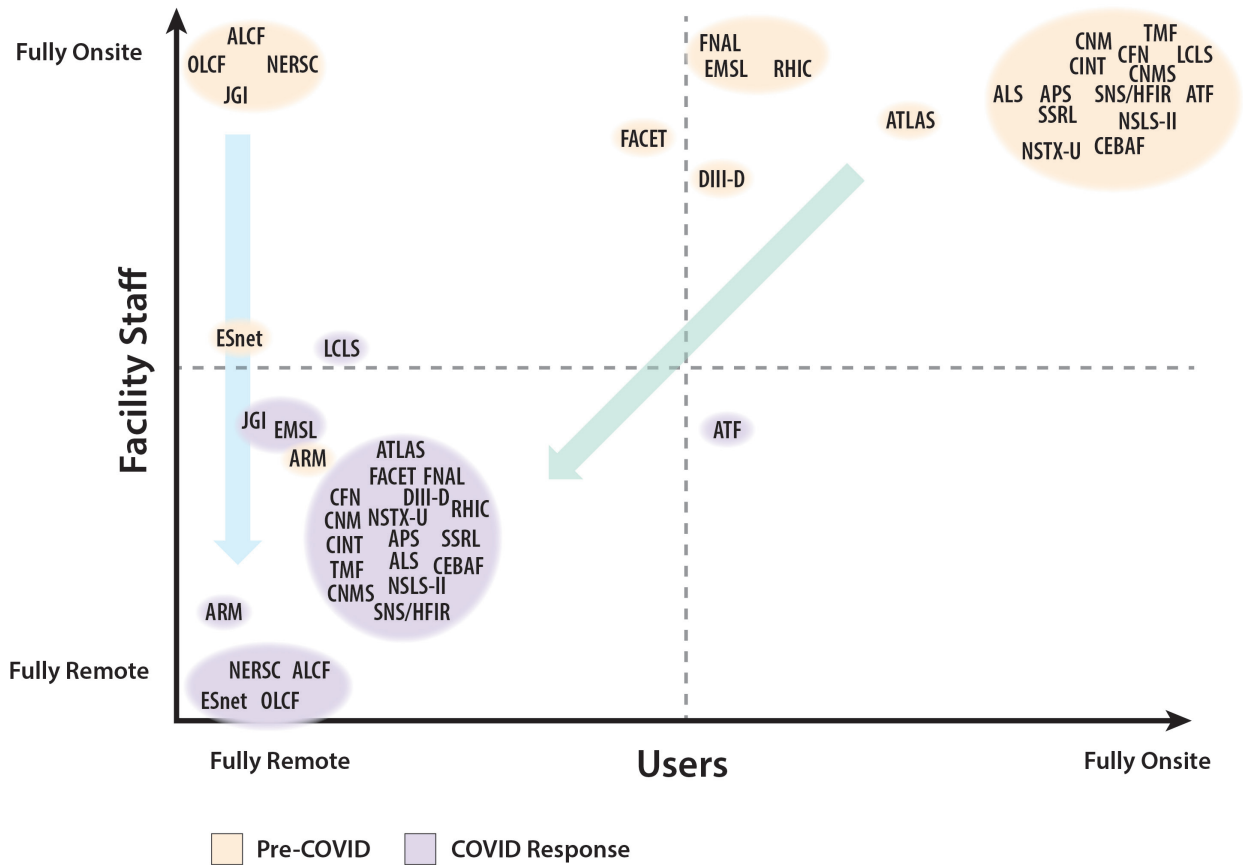 Fully Onsite
ALCF
OLCF NERSC
JGI
FNAL
EMSL RHIC
TMF
CNM CFN LCLS
CINT CNMS
ALS APS SNS/HFIR ATF
SSRL NSLS-II
NSTX-U CEBAF
ATLAS
FACET
DIII-D
Facility Staff
ESnet
LCLS
JGI EMSL
ARM
ATF
ATLAS
FACET FNAL
CFN DIII-D RHIC
CNM NSTX-U
CINT APS SSRL
TMF ALS CEBAF
CNMS NSLS-II
SNS/HFIR
ARM
Fully Remote
NERSC ALCF
ESnet OLCF
Fully Remote
Users
Fully Onsite
Pre-COVID
COVID Response